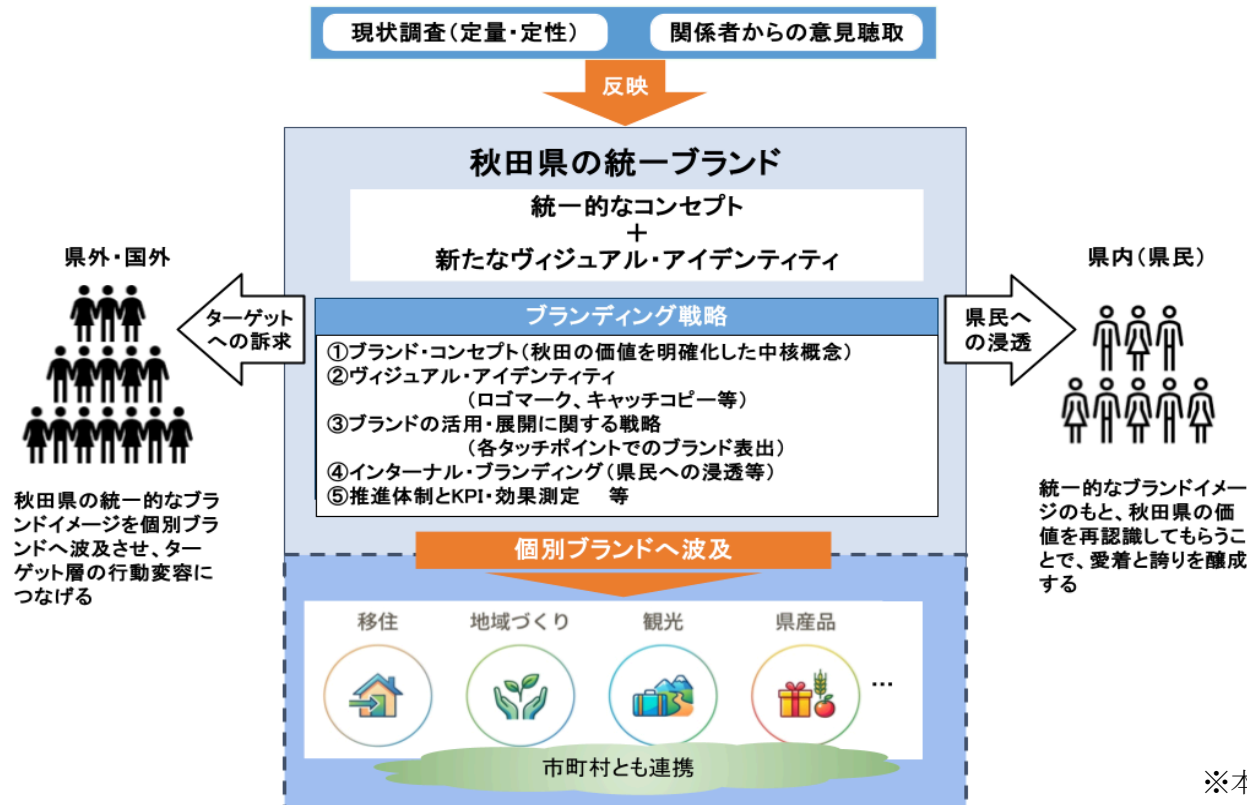 現状調査(定量・定性)
関係者からの意見聴取
反映
秋田県の統一ブランド
統一的なコンセプト
+
新たなヴィジュアル・アイデンティティ
県外・国外
ターゲット
への訴求
秋田県の統一的なブラ
ンドイメージを個別ブラ
ンドへ波及させ、ター
ゲット層の行動変容に
つなげる
ブランディング戦略
①ブランド・コンセプト(秋田の価値を明確化した中核概念)
②ヴィジュアル・アイデンティティ
(ロゴマーク、キャッチコピー等)
③ブランドの活用・展開に関する戦略
(各タッチポイントでのブランド表出)
④インターナル・ブランディング(県民への浸透等)
⑤推進体制とKPI・効果測定 等
県内(県民)
県民へ
の浸透
統一的なブランドイメー
ジのもと、秋田県の価
値を再認識してもらうこ
とで、愛着と誇りを醸成
する
個別ブランドへ波及
移住
地域づくり
観光
県産品
…
市町村とも連携
※本